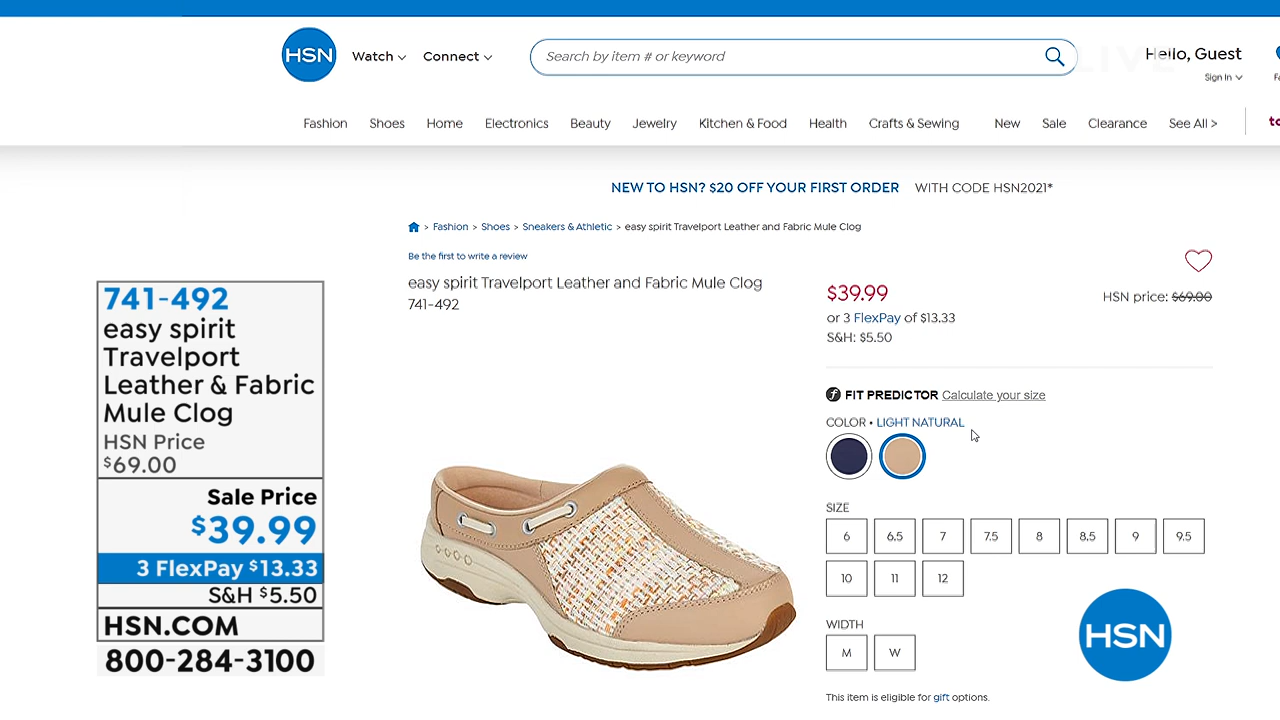 HSN
Watch
Connect
Search by item # or keyword
LIVE
Hello, Guest
Sign In
Fashion Shoes Home Electronics Beauty Jewelry Kitchen & Food Health Crafts & Sewing New Sale Clearance See All >
NEW TO HSN? $20 OFF YOUR FIRST ORDER WITH CODE HSN2021*
> Fashion > Shoes > Sneakers & Athletic > easy spirit Travelport Leather and Fabric Mule Clog
Be the first to write a review
easy spirit Travelport Leather and Fabric Mule Clog
741-492
$39.99
HSN price: $69.00
or 3 FlexPay of $13.33
S&H: $5.50
FIT PREDICTOR Calculate your size
COLOR • LIGHT NATURAL
SIZE
6 6.5 7 7.5 8 8.5 9 9.5
10 11 12
WIDTH
M W
This item is eligible for gift options.
741-492
easy spirit
Travelport
Leather & Fabric
Mule Clog
HSN Price
$69.00
Sale Price
$39.99
3 FlexPay $13.33
S&H $5.50
HSN.COM
800-284-3100
HSN